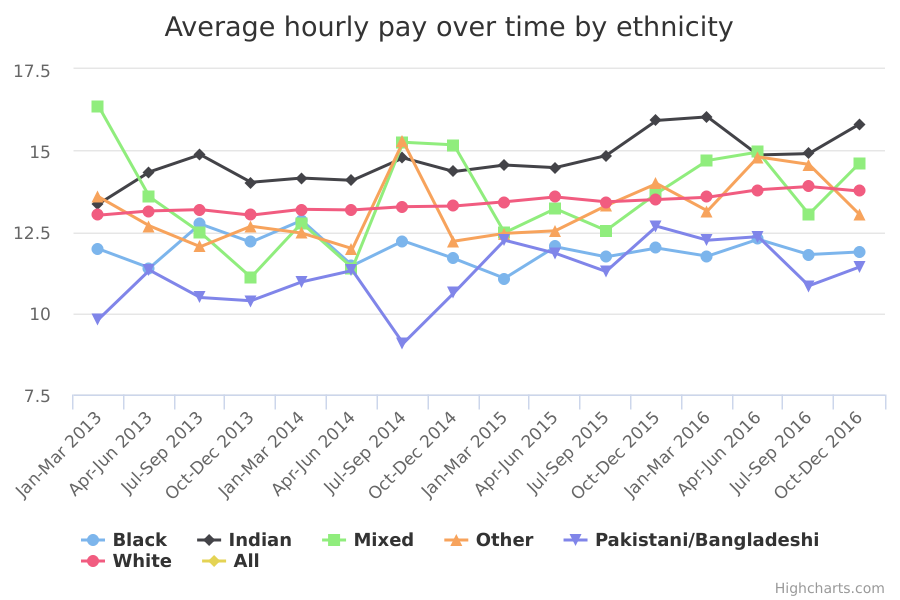 Average hourly pay over time by ethnicity
17.5
15
12.5
10
7.5
Jan-Mar 2013
Apr-Jun 2013
Jul-Sep 2013
Oct-Dec 2013
Jan-Mar 2014
Apr-Jun 2014
Jul-Sep 2014
Oct-Dec 2014
Jan-Mar 2015
Apr-Jun 2015
Jul-Sep 2015
Oct-Dec 2015
Jan-Mar 2016
Apr-Jun 2016
Jul-Sep 2016
Oct-Dec 2016
Black Indian Mixed Other Pakistani/Bangladeshi
White All
Highcharts.com